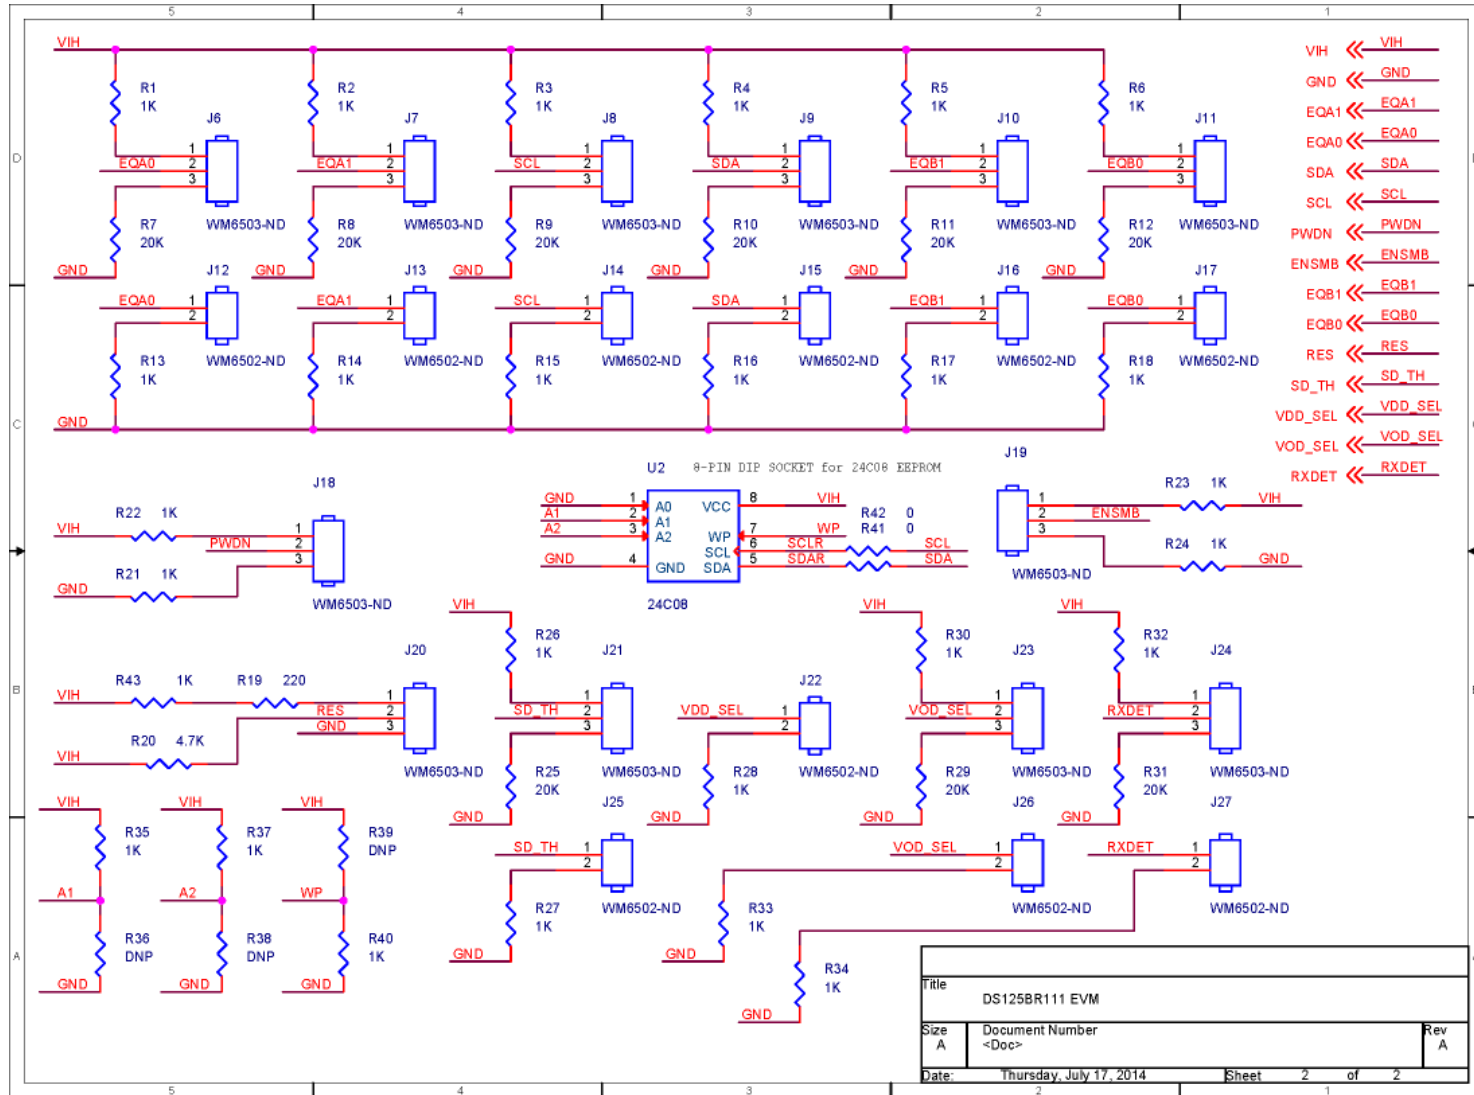 5 4 3 2 1
VIH
R1 1K R2 1K R3 1K R4 1K R5 1K R6 1K
J6 J7 J8 J9 J10 J11
EQA0 1 2 3 EQA1 1 2 3 SCL 1 2 3 SDA 1 2 3 EQB1 1 2 3 EQB0 1 2 3
WM6503-ND WM6503-ND WM6503-ND WM6503-ND WM6503-ND WM6503-ND
R7 20K R8 20K R9 20K R10 20K R11 20K R12 20K
GND GND GND GND GND GND
J12 J13 J14 J15 J16 J17
EQA0 1 2 EQA1 1 2 SCL 1 2 SDA 1 2 EQB1 1 2 EQB0 1 2
WM6502-ND WM6502-ND WM6502-ND WM6502-ND WM6502-ND WM6502-ND
R13 1K R14 1K R15 1K R16 1K R17 1K R18 1K
GND
VIH VIH
GND GND
EQA1 EQA1
EQA0 EQA0
SDA SDA
SCL SCL
PWDN PWDN
ENSMB ENSMB
EQB1 EQB1
EQB0 EQB0
RES RES
SD_TH SD_TH
VDD_SEL VDD_SEL
VOD_SEL VOD_SEL
RXDET RXDET
D
C
B
A
J18
R22 1K
VIH 1
PWDN 2
3
R21 1K
GND
WM6503-ND
U2 8-PIN DIP SOCKET for 24C08 EEPROM
GND 1 A0 VCC 8 VIH
A1 2 A1
A2 3 A2 WP 7 WP
SCL 6 SCLR R42 0 SCL
GND 4 GND SDA 5 SDAR R41 0 SDA
24C08
J19
R23 1K VIH
1
2 ENSMB
3
R24 1K GND
WM6503-ND
J20
VIH R43 1K R19 220 1
RES 2
GND 3
VIH R20 4.7K
WM6503-ND
VIH
R26 1K
J21
SD_TH 1 2 3
WM6503-ND
R25 20K
GND
J22
VDD_SEL 1 2
WM6502-ND
R28 1K
GND
VIH
R30 1K
J23
VOD_SEL 1 2 3
WM6503-ND
R29 20K
GND
VIH
R32 1K
J24
RXDET 1 2 3
WM6503-ND
R31 20K
GND
VIH VIH VIH
R35 1K R37 1K R39 DNP
A1 A2 WP
R36 DNP R38 DNP R40 1K
GND GND GND
J25
SD_TH 1 2
WM6502-ND
R27 1K
GND
J26
VOD_SEL 1 2
WM6502-ND
R33 1K
GND
J27
RXDET 1 2
WM6502-ND
R34 1K
GND
Title
DS125BR111 EVM
Size Document Number Rev
A <Doc> A
Date: Thursday, July 17, 2014 Sheet 2 of 2
5 4 3 2 1